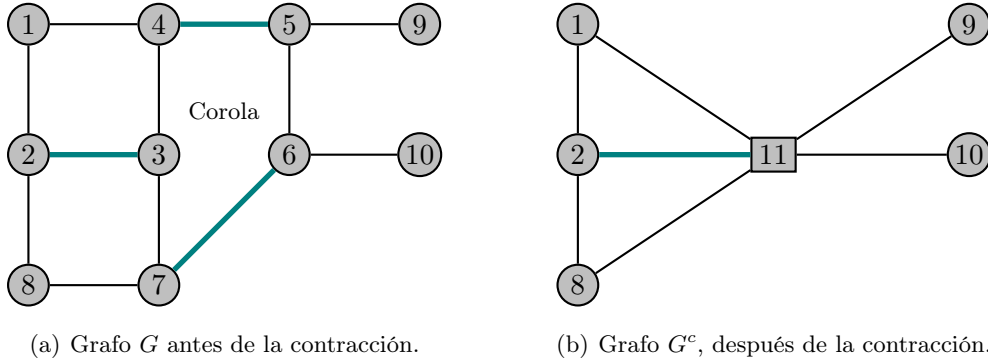 1 4 5 9 1 9
Corola
2 3 6 10 2 11 10
8 7 8
(a) Grafo G antes de la contracción. (b) Grafo Gᶜ, después de la contracción.